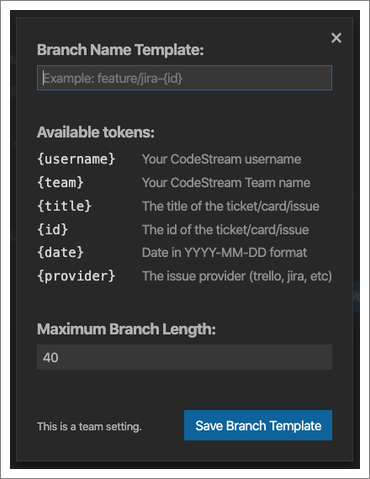 ×
Branch Name Template:
Example: feature/jira-{id}
Available tokens:
{username} Your CodeStream username
{team} Your CodeStream Team name
{title} The title of the ticket/card/issue
{id} The id of the ticket/card/issue
{date} Date in YYYY-MM-DD format
{provider} The issue provider (trello, jira, etc)
Maximum Branch Length:
40
This is a team setting. Save Branch Template